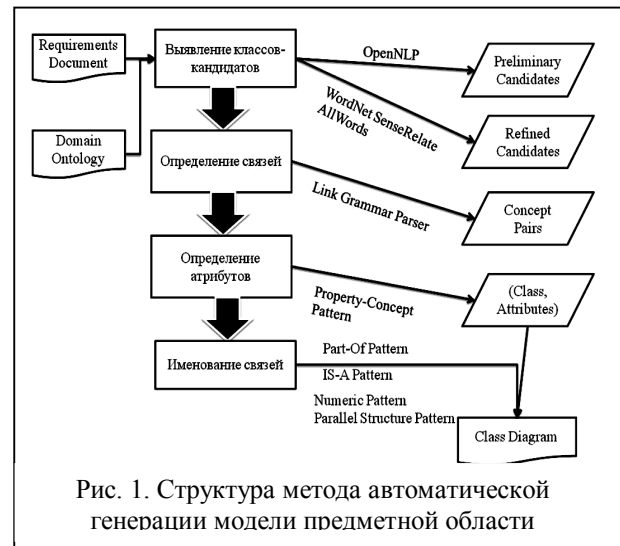 Requirements
Document
Выявление классов-
кандидатов
OpenNLP
Preliminary
Candidates
WordNet SenseRelate
AllWords
Refined
Candidates
Domain
Ontology
Определение связей
Link Grammar Parser
Concept
Pairs
Определение
атрибутов
Property-Concept
Pattern
(Class,
Attributes)
Именование связей
Part-Of Pattern
IS-A Pattern
Numeric Pattern
Parallel Structure Pattern
Class Diagram
Рис. 1. Структура метода автоматической
генерации модели предметной области